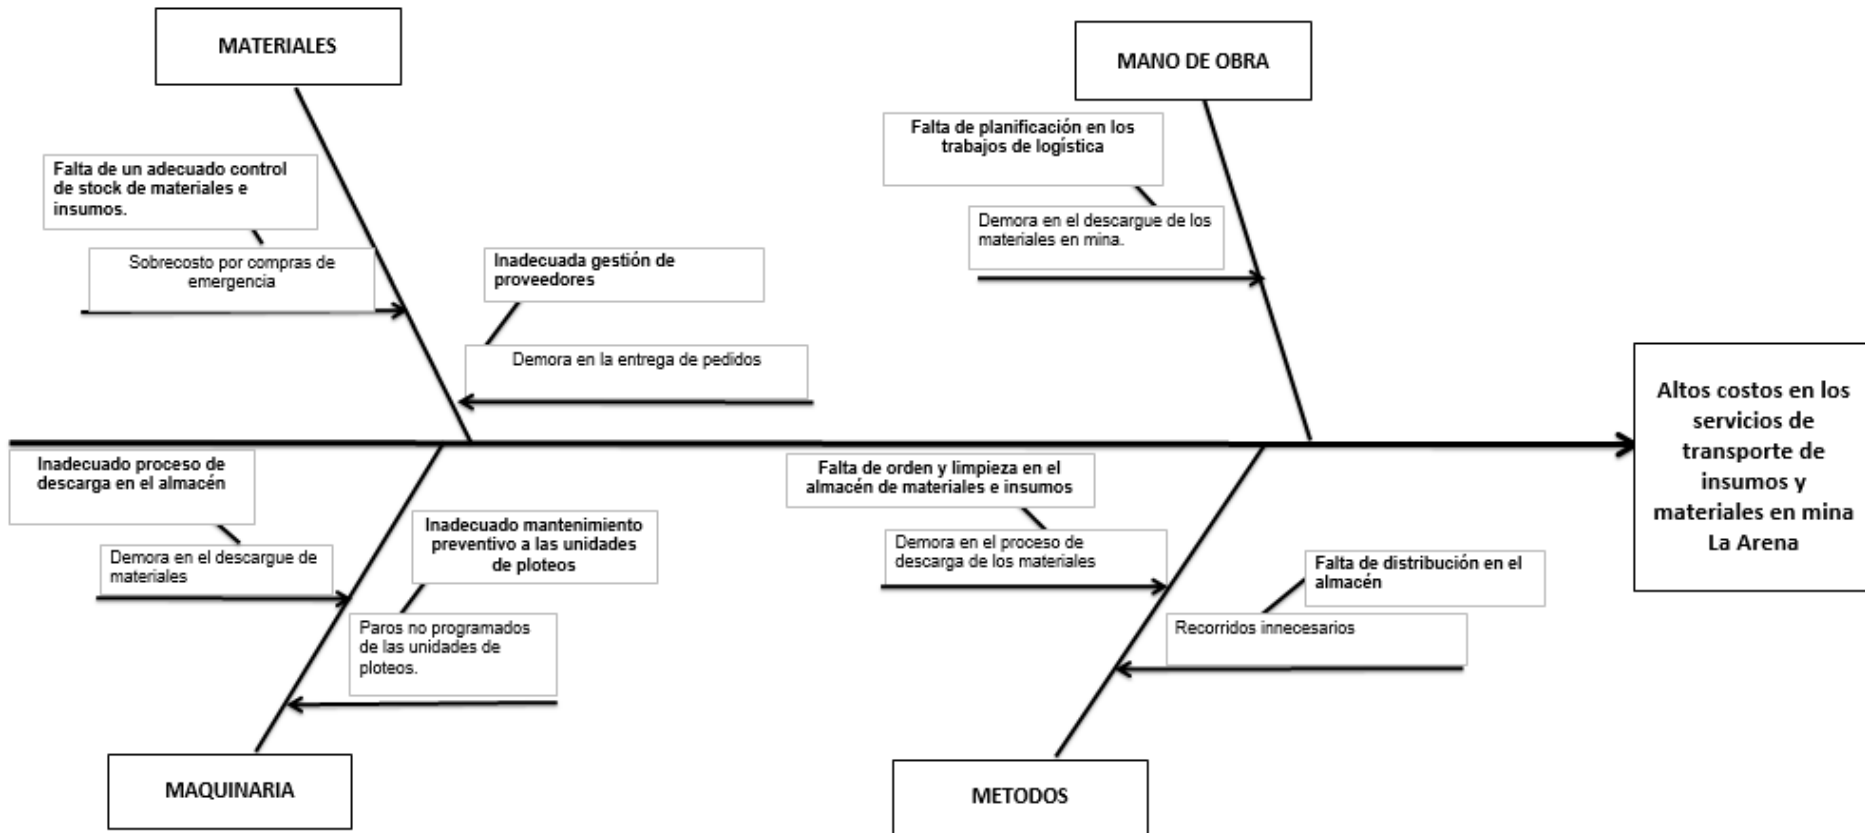 MATERIALES
MANO DE OBRA
Falta de un adecuado control
de stock de materiales e
insumos.
Sobrecosto por compras de
emergencia
Inadecuada gestión de
proveedores
Demora en la entrega de pedidos
Falta de planificación en los
trabajos de logística
Demora en el descargue de los
materiales en mina.
Altos costos en los
servicios de
transporte de
insumos y
materiales en mina
La Arena
Inadecuado proceso de
descarga en el almacén
Demora en el descargue de
materiales
Inadecuado mantenimiento
preventivo a las unidades
de ploteos
Paros no programados
de las unidades de
ploteos.
Falta de orden y limpieza en el
almacén de materiales e insumos
Demora en el proceso de
descarga de los materiales
Falta de distribución en el
almacén
Recorridos innecesarios
MAQUINARIA
METODOS